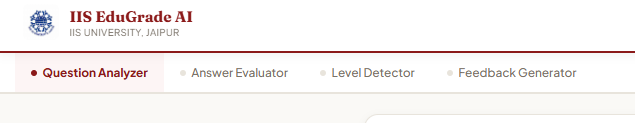 IIS EduGrade AI
IIS UNIVERSITY, JAIPUR
Question Analyzer Answer Evaluator Level Detector Feedback Generator